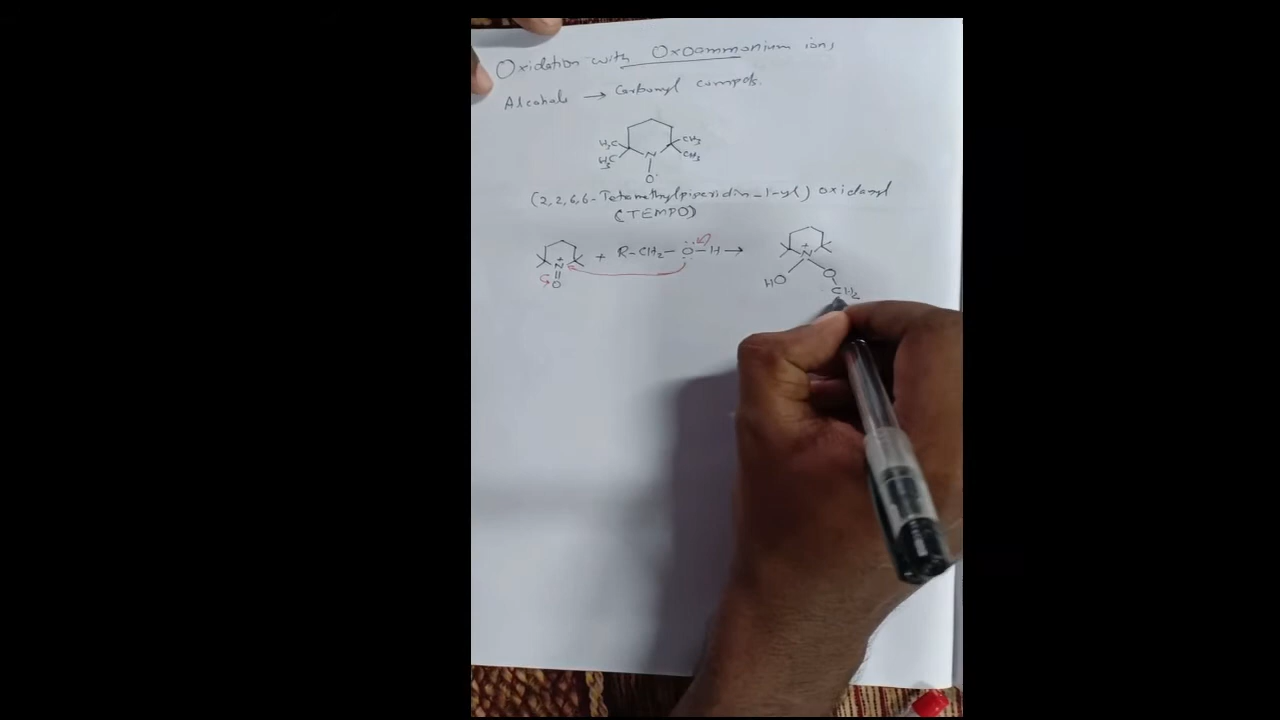 Oxidation with Oxoammonium ions
Alcohols → Carbonyl compds.
H3C CH3
H3C CH3
N
O·
(2,2,6,6-Tetramethylpiperidin-1-yl) oxidanyl
(TEMPO)
N+ + R-CH2-O-H →  N+
O HO O
CH2